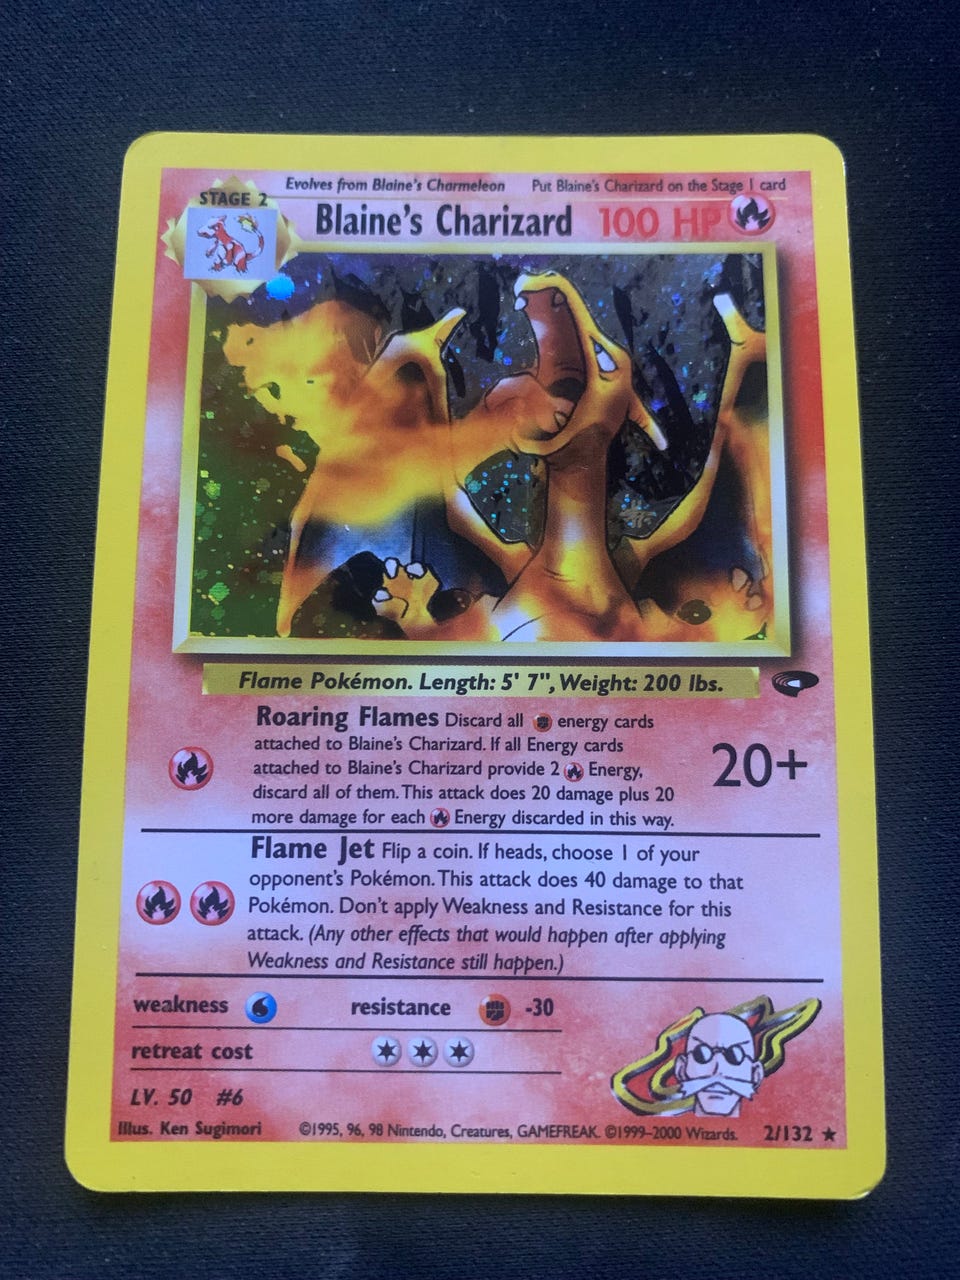 Evolves from Blaine's Charmeleon Put Blaine's Charizard on the Stage 1 card
STAGE 2
Blaine's Charizard 100 HP
Flame Pokémon. Length: 5' 7", Weight: 200 lbs.
Roaring Flames Discard all energy cards
attached to Blaine's Charizard. If all Energy cards
attached to Blaine's Charizard provide 2 Energy,
discard all of them. This attack does 20 damage plus 20
more damage for each Energy discarded in this way.
20+
Flame Jet Flip a coin. If heads, choose 1 of your
opponent's Pokémon. This attack does 40 damage to that
Pokémon. Don't apply Weakness and Resistance for this
attack. (Any other effects that would happen after applying
Weakness and Resistance still happen.)
weakness resistance -30
retreat cost
LV. 50 #6
Illus. Ken Sugimori ©1995, 96, 98 Nintendo, Creatures, GAMEFREAK. ©1999–2000 Wizards. 2/132 ★